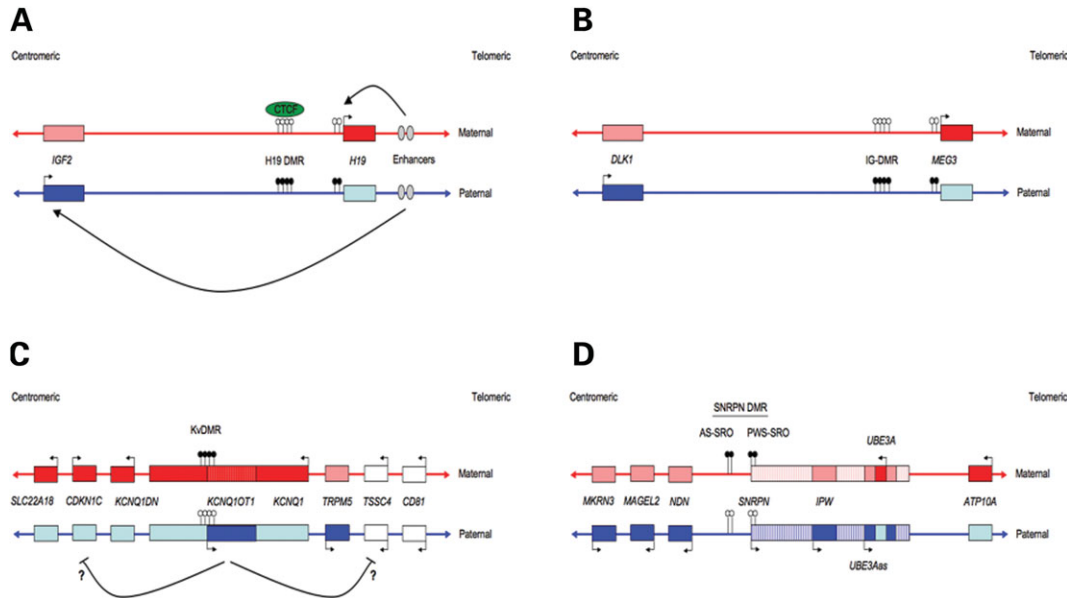 A
Centromeric Telomeric
CTCF
Maternal
IGF2 H19 DMR H19 Enhancers
Paternal
B
Centromeric Telomeric
Maternal
DLK1 IG-DMR MEG3
Paternal
C
Centromeric Telomeric
KvDMR
Maternal
SLC22A18 CDKN1C KCNQ1DN KCNQ1OT1 KCNQ1 TRPM5 TSSC4 CD81
Paternal
? ?
D
Centromeric Telomeric
SNRPN DMR
AS-SRO PWS-SRO
UBE3A
Maternal
MKRN3 MAGEL2 NDN SNRPN IPW ATP10A
Paternal
UBE3Aas